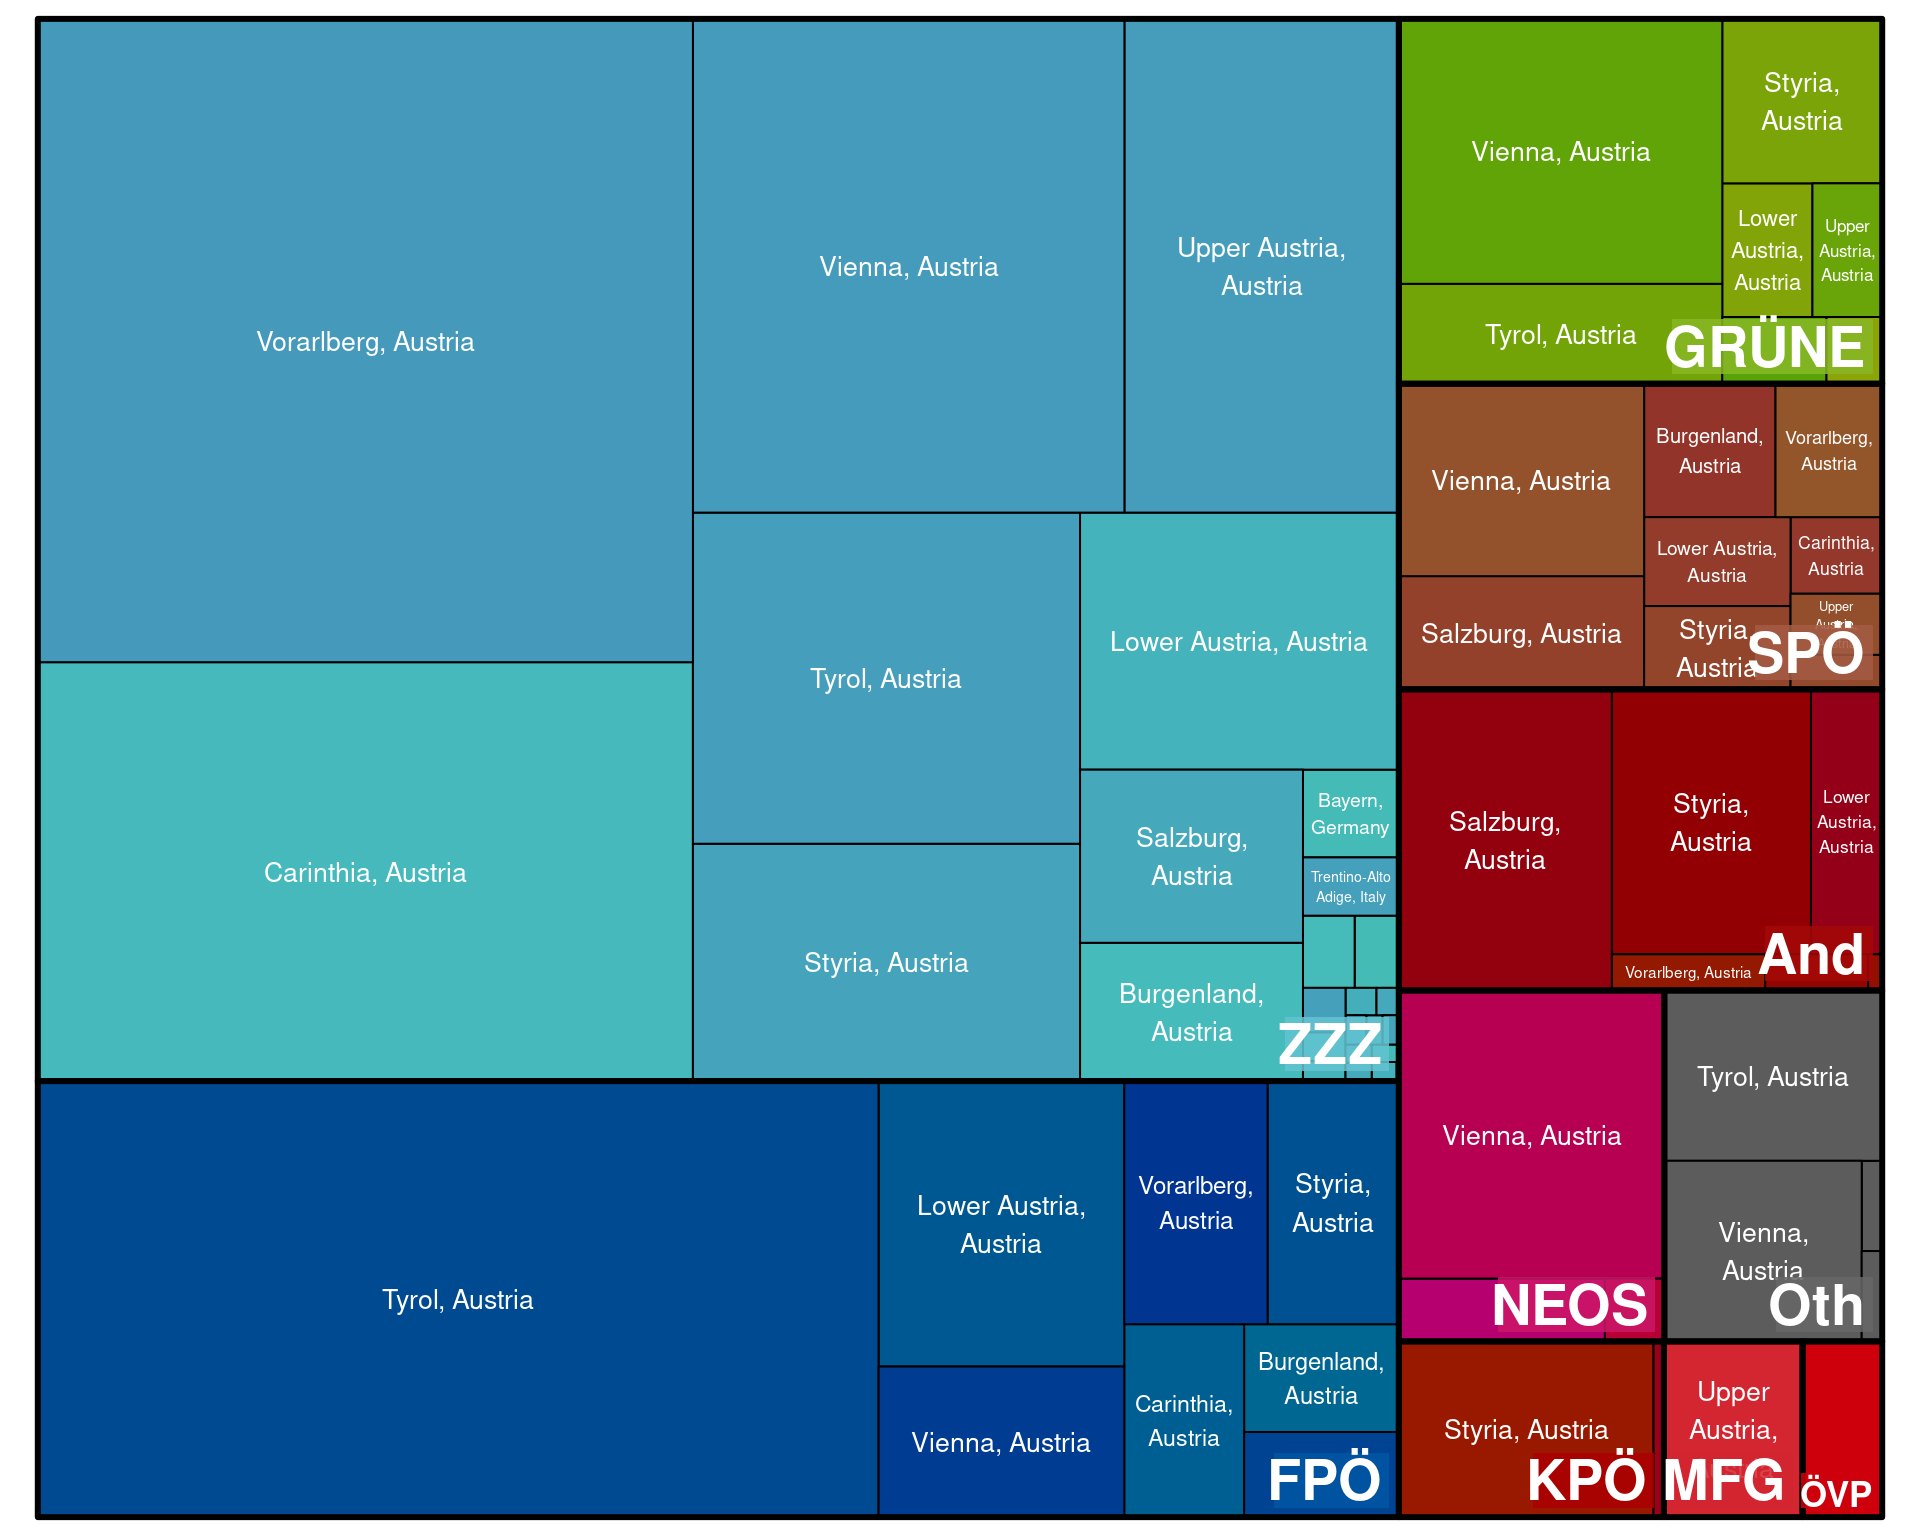 Vorarlberg, Austria
Vienna, Austria
Upper Austria,
Austria
Tyrol, Austria
Lower Austria, Austria
Carinthia, Austria
Styria, Austria
Salzburg,
Austria
Bayern,
Germany
Trentino-Alto
Adige, Italy
Burgenland,
Austria
ZZZ
Tyrol, Austria
Lower Austria,
Austria
Vienna, Austria
Vorarlberg,
Austria
Styria,
Austria
Carinthia,
Austria
Burgenland,
Austria
FPÖ
Vienna, Austria
Styria,
Austria
Lower
Austria,
Austria
Upper
Austria,
Austria
Tyrol, Austria
GRÜNE
Vienna, Austria
Burgenland,
Austria
Vorarlberg,
Austria
Lower Austria,
Austria
Carinthia,
Austria
Salzburg, Austria
Styria,
Austria
Upper
Austria,
SPÖ
Salzburg,
Austria
Styria,
Austria
Lower
Austria,
Austria
Vorarlberg, Austria
And
Vienna, Austria
NEOS
Tyrol, Austria
Vienna,
Austria
Oth
Styria, Austria
KPÖ
Upper
Austria,
MFG
ÖVP